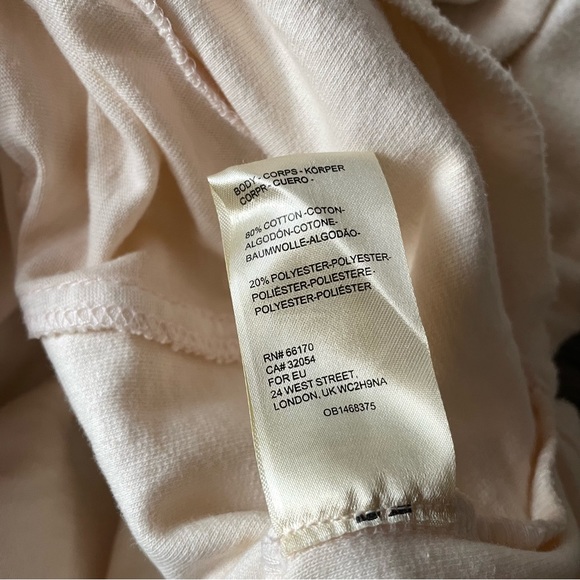 BODY - CORPS - KÖRPER
CORPR - CUERO -
80% COTTON-COTON-
ALGODÓN-COTONE-
BAUMWOLLE-ALGODÃO-
20% POLYESTER-POLYESTER-
POLIÉSTER-POLIESTERE-
POLYESTER-POLIÉSTER
RN# 66170
CA# 32054
FOR EU
24 WEST STREET,
LONDON, UK WC2H9NA
OB1468375